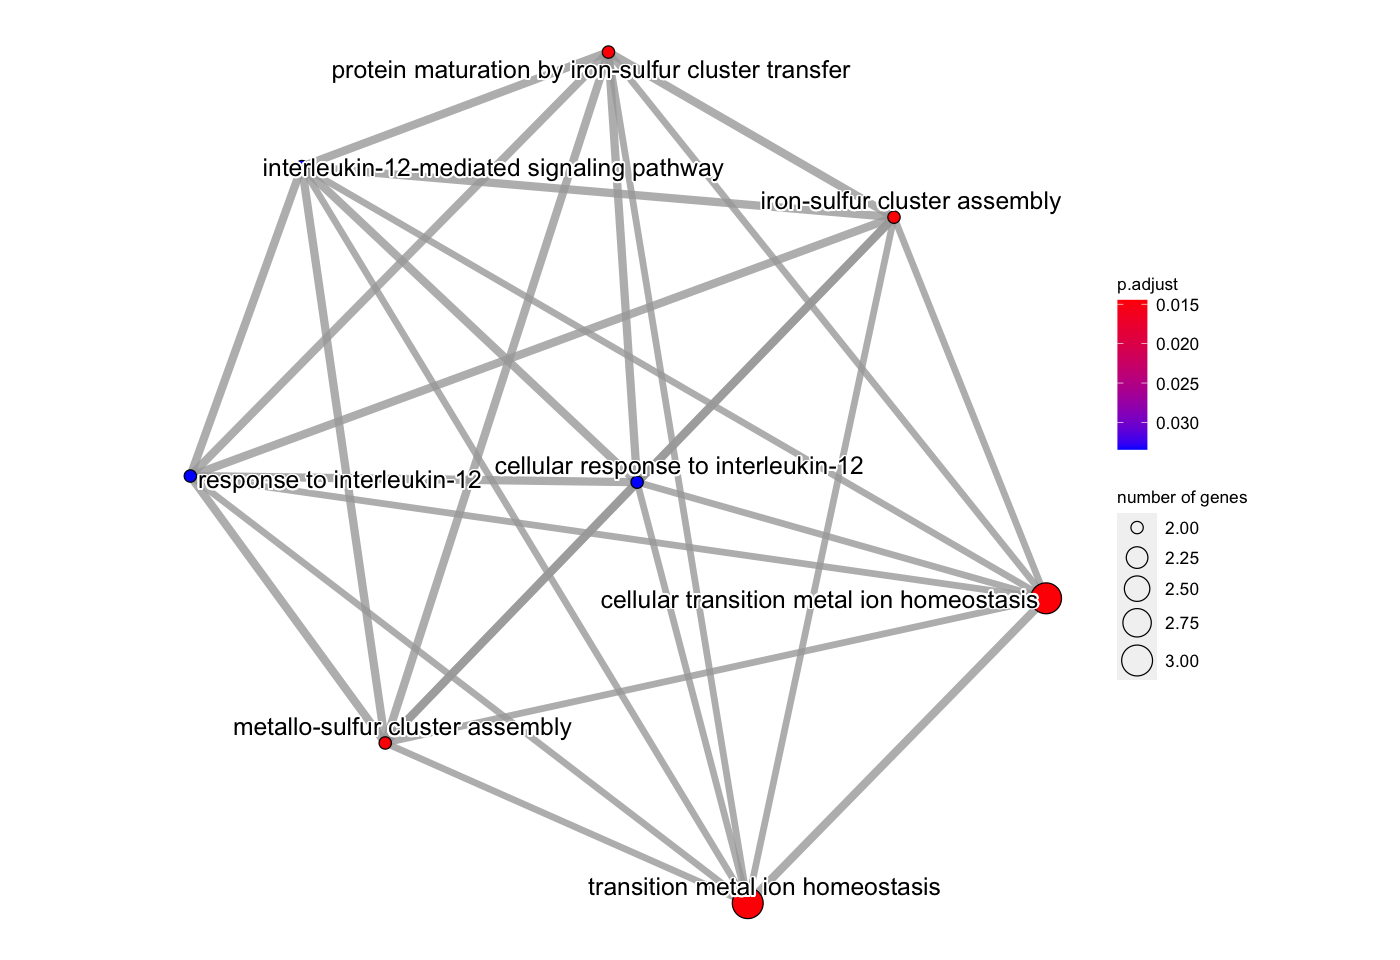 protein maturation by iron-sulfur cluster transfer
interleukin-12-mediated signaling pathway
iron-sulfur cluster assembly
response to interleukin-12
cellular response to interleukin-12
cellular transition metal ion homeostasis
metallo-sulfur cluster assembly
transition metal ion homeostasis
p.adjust
0.015
0.020
0.025
0.030
number of genes
2.00
2.25
2.50
2.75
3.00